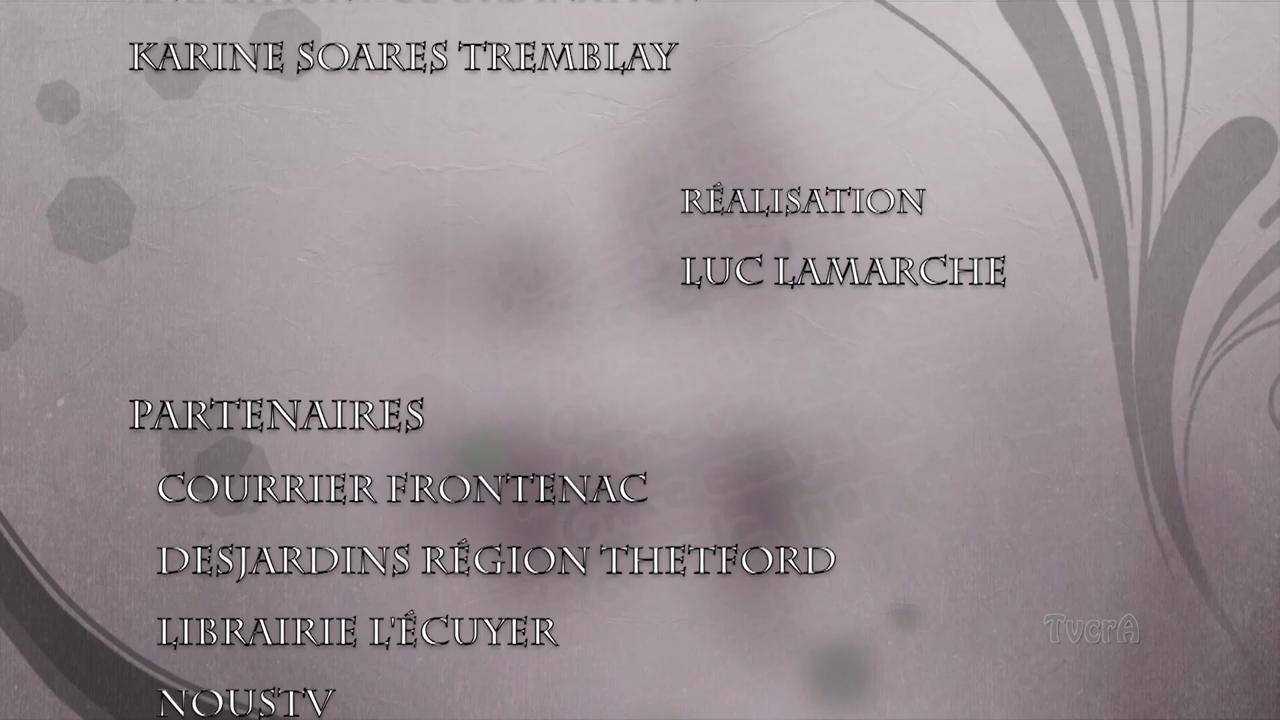 KARINE SOARES TREMBLAY
RÉALISATION
LUC LAMARCHE
PARTENAIRES
COURRIER FRONTENAC
DESJARDINS RÉGION THETFORD
LIBRAIRIE L'ÉCUYER
NOUSTV
TVCRA